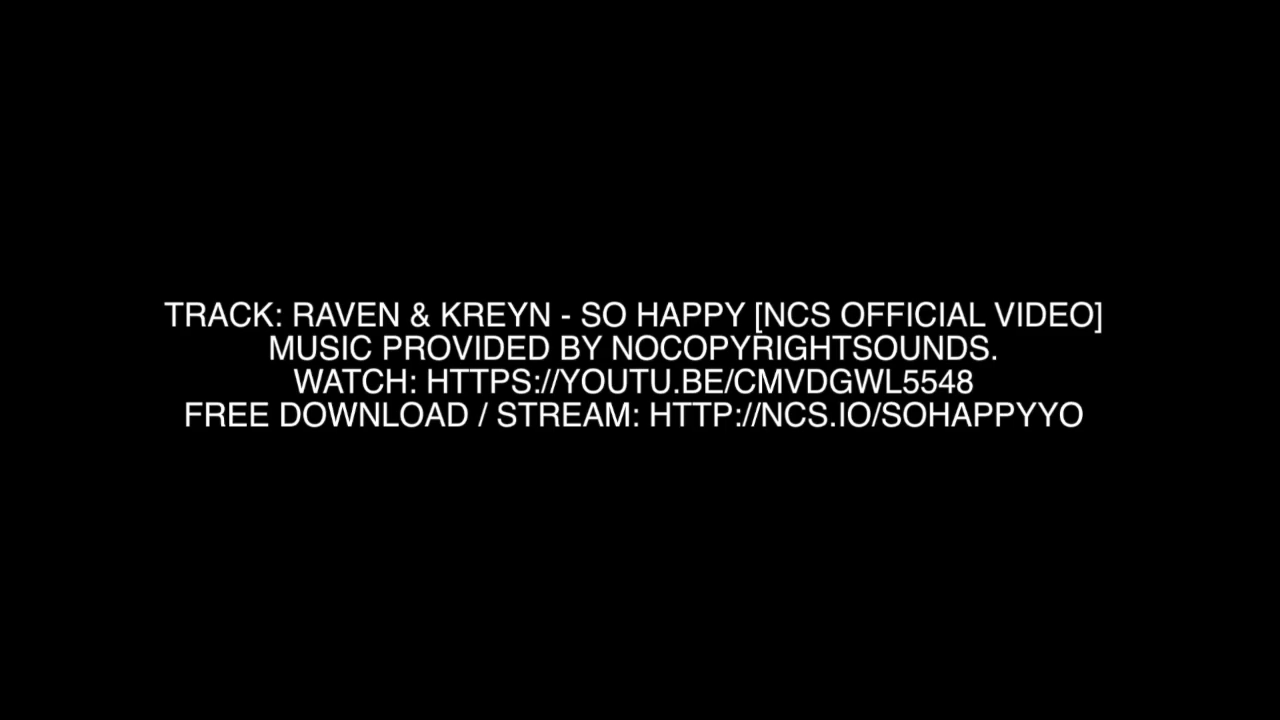 TRACK: RAVEN & KREYN - SO HAPPY [NCS OFFICIAL VIDEO]
MUSIC PROVIDED BY NOCOPYRIGHTSOUNDS.
WATCH: HTTPS://YOUTU.BE/CMVDGWL5548
FREE DOWNLOAD / STREAM: HTTP://NCS.IO/SOHAPPYYO